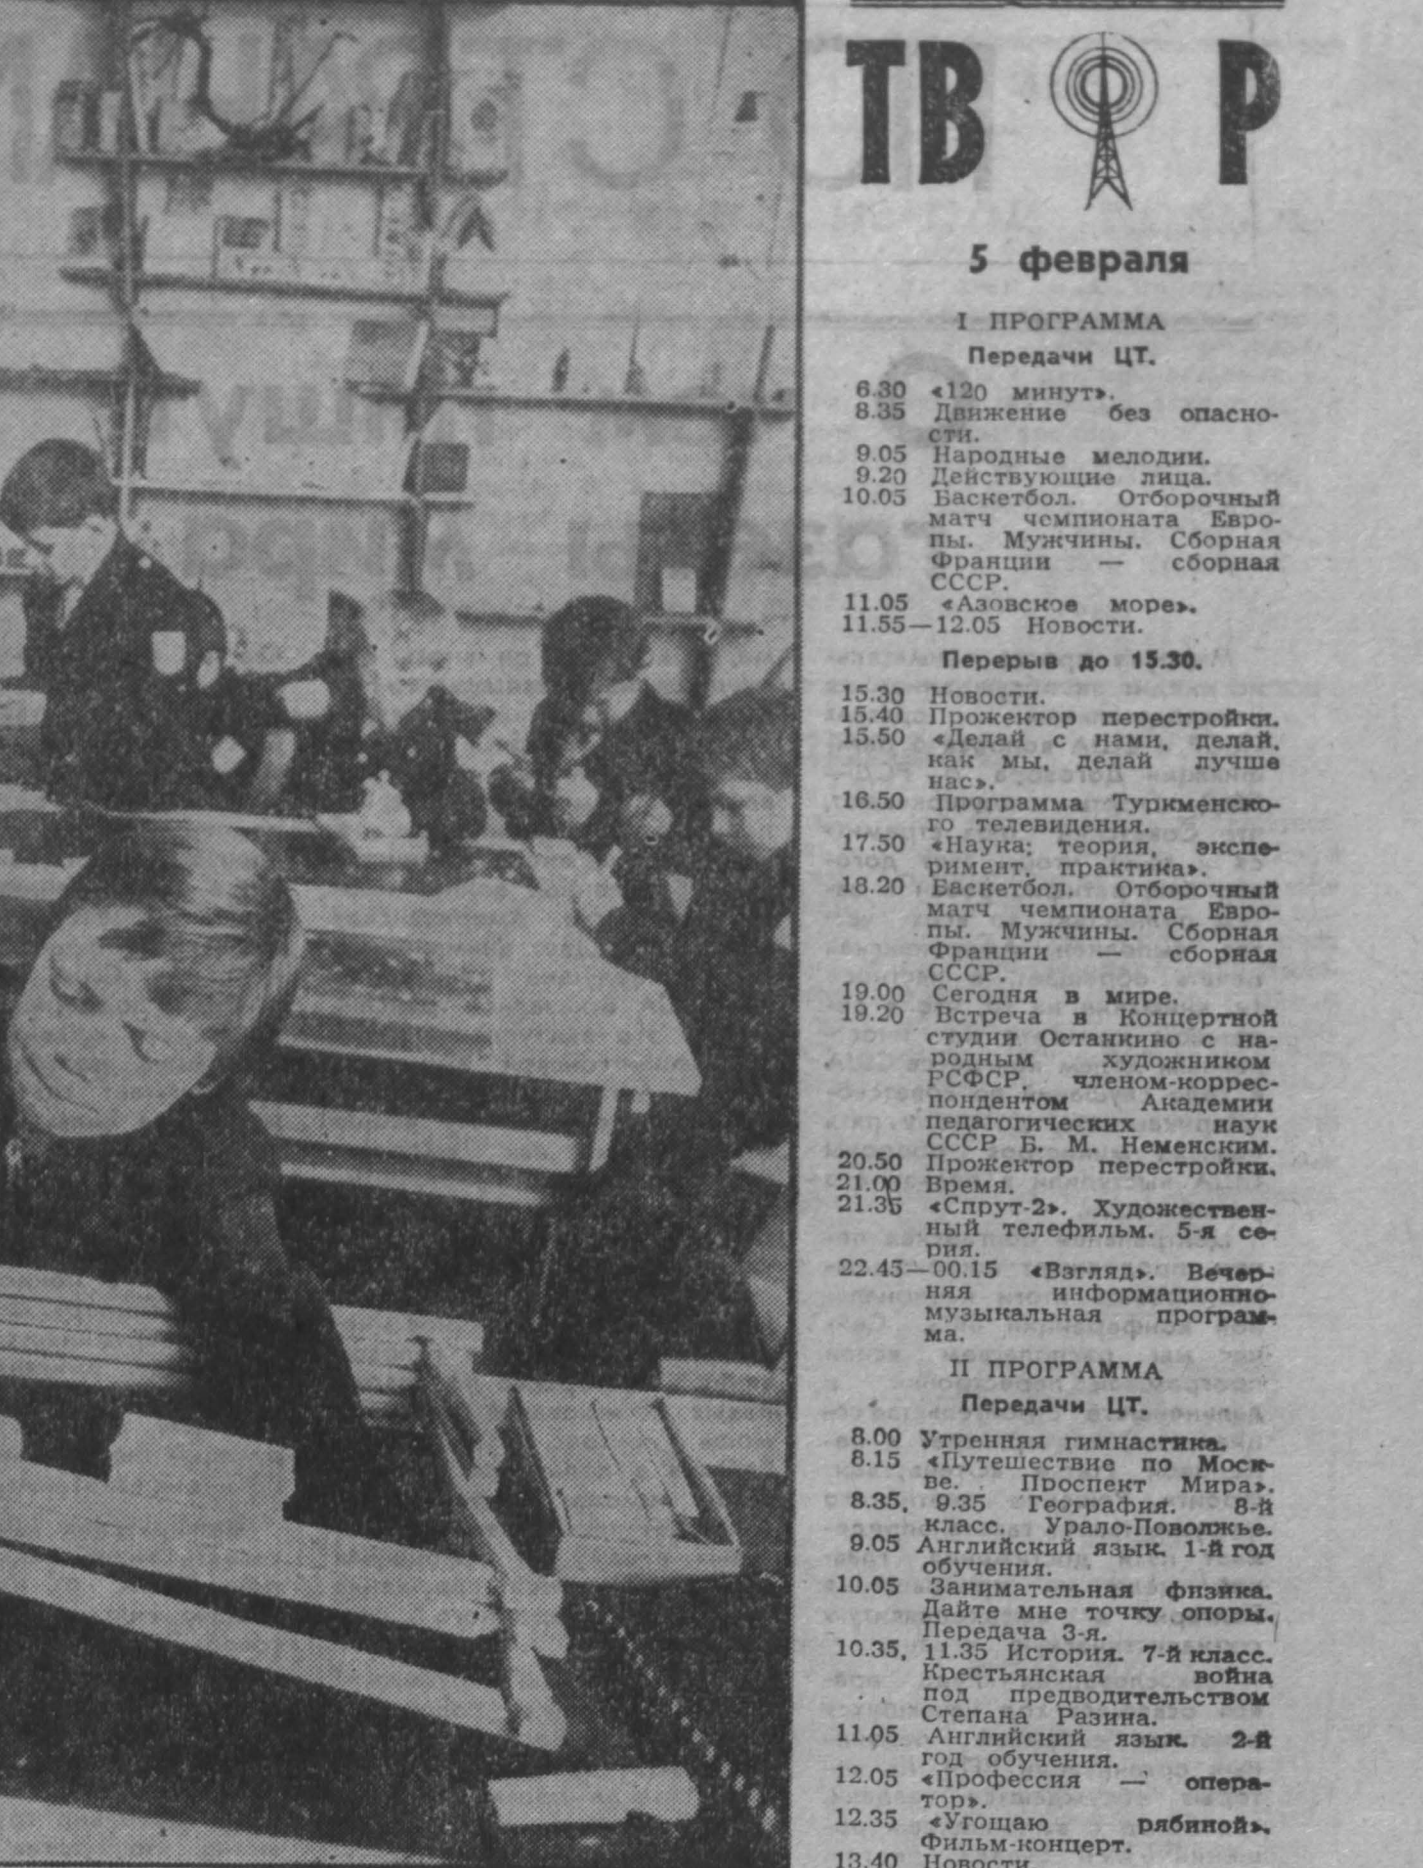 ТВ Р
5 февраля
I ПРОГРАММА
Передачи ЦТ.
6.30 «120 минут».
8.35 Движение без опасно-
сти.
9.05 Народные мелодии.
9.20 Действующие лица.
10.05 Баскетбол. Отборочный
матч чемпионата Евро-
пы. Мужчины. Сборная
Франции — сборная
СССР.
11.05 «Азовское море».
11.55—12.05 Новости.
Перерыв до 15.30.
15.30 Новости.
15.40 Прожектор перестройки.
15.50 «Делай с нами, делай,
как мы, делай лучше
нас».
16.50 Программа Туркменско-
го телевидения.
17.50 «Наука: теория, экспе-
римент, практика».
18.20 Баскетбол. Отборочный
матч чемпионата Евро-
пы. Мужчины. Сборная
Франции — сборная
СССР.
19.00 Сегодня в мире.
19.20 Встреча в Концертной
студии Останкино с на-
родным художником
РСФСР, членом-коррес-
пондентом Академии
педагогических наук
СССР Б. М. Неменским.
20.50 Прожектор перестройки.
21.00 Время.
21.35 «Спрут-2». Художествен-
ный телефильм. 5-я се-
рия.
22.45—00.15 «Взгляд». Вечер-
няя информационно-
музыкальная програм-
ма.
II ПРОГРАММА
Передачи ЦТ.
8.00 Утренняя гимнастика.
8.15 «Путешествие по Моск-
ве. Проспект Мира».
8.35, 9.35 География. 8-й
класс. Урало-Поволжье.
9.05 Английский язык. 1-й год
обучения.
10.05 Занимательная физика.
Дайте мне точку опоры.
Передача 3-я.
10.35, 11.35 История. 7-й класс.
Крестьянская война
под предводительством
Степана Разина.
11.05 Английский язык. 2-й
год обучения.
12.05 «Профессия — опера-
тор».
12.35 «Угощаю рябиной».
Фильм-концерт.
13.40 Новости